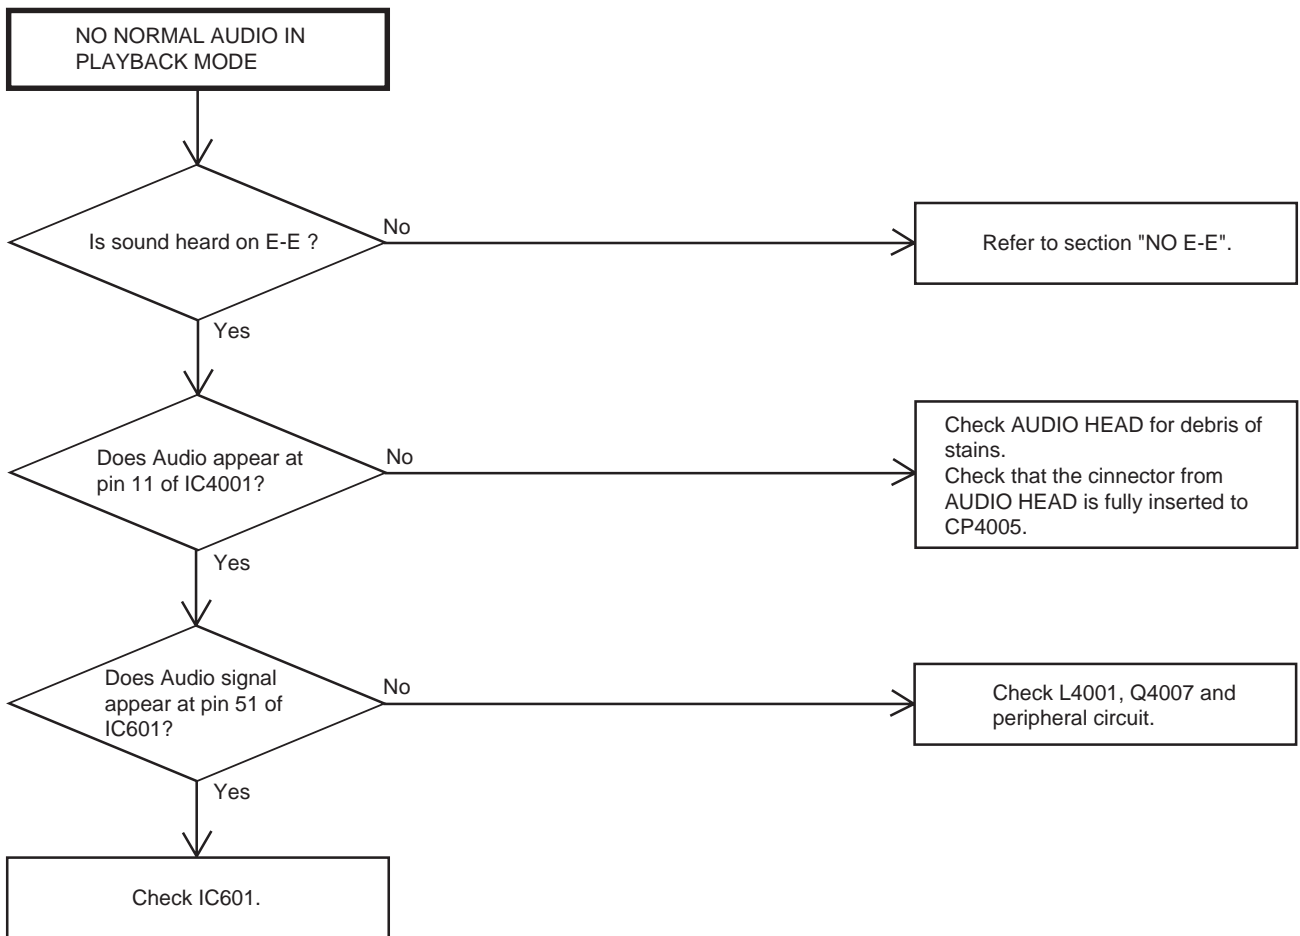 NO NORMAL AUDIO IN
PLAYBACK MODE
Is sound heard on E-E ?
No
Refer to section "NO E-E".
Yes
Does Audio appear at
pin 11 of IC4001?
No
Check AUDIO HEAD for debris of
stains.
Check that the cinnector from
AUDIO HEAD is fully inserted to
CP4005.
Yes
Does Audio signal
appear at pin 51 of
IC601?
No
Check L4001, Q4007 and
peripheral circuit.
Yes
Check IC601.